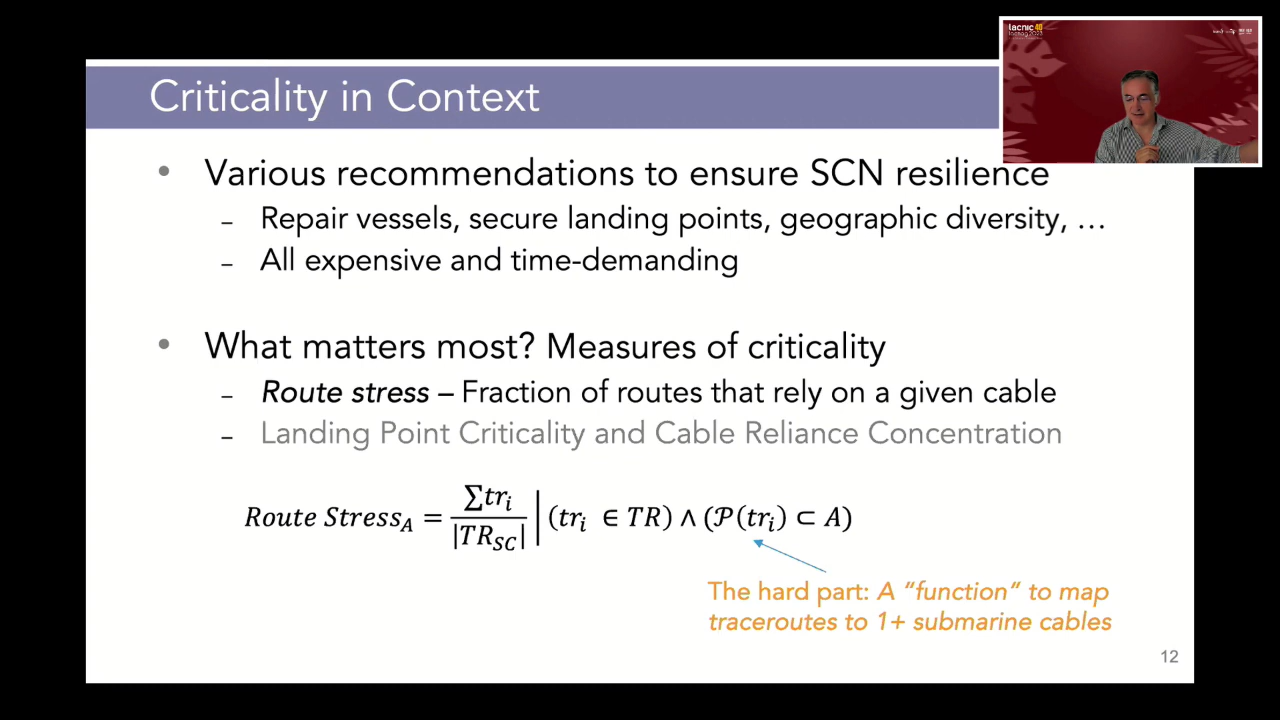 Criticality in Context
lacnic 40
lacnog 2023
• Various recommendations to ensure SCN resilience
– Repair vessels, secure landing points, geographic diversity, …
– All expensive and time-demanding
• What matters most? Measures of criticality
– Route stress – Fraction of routes that rely on a given cable
– Landing Point Criticality and Cable Reliance Concentration
Route Stress_A = ∑tr_i / |TR_SC| | (tr_i ∈ TR) ∧ (𝒫(tr_i) ⊂ A)
The hard part: A “function” to map
traceroutes to 1+ submarine cables
12